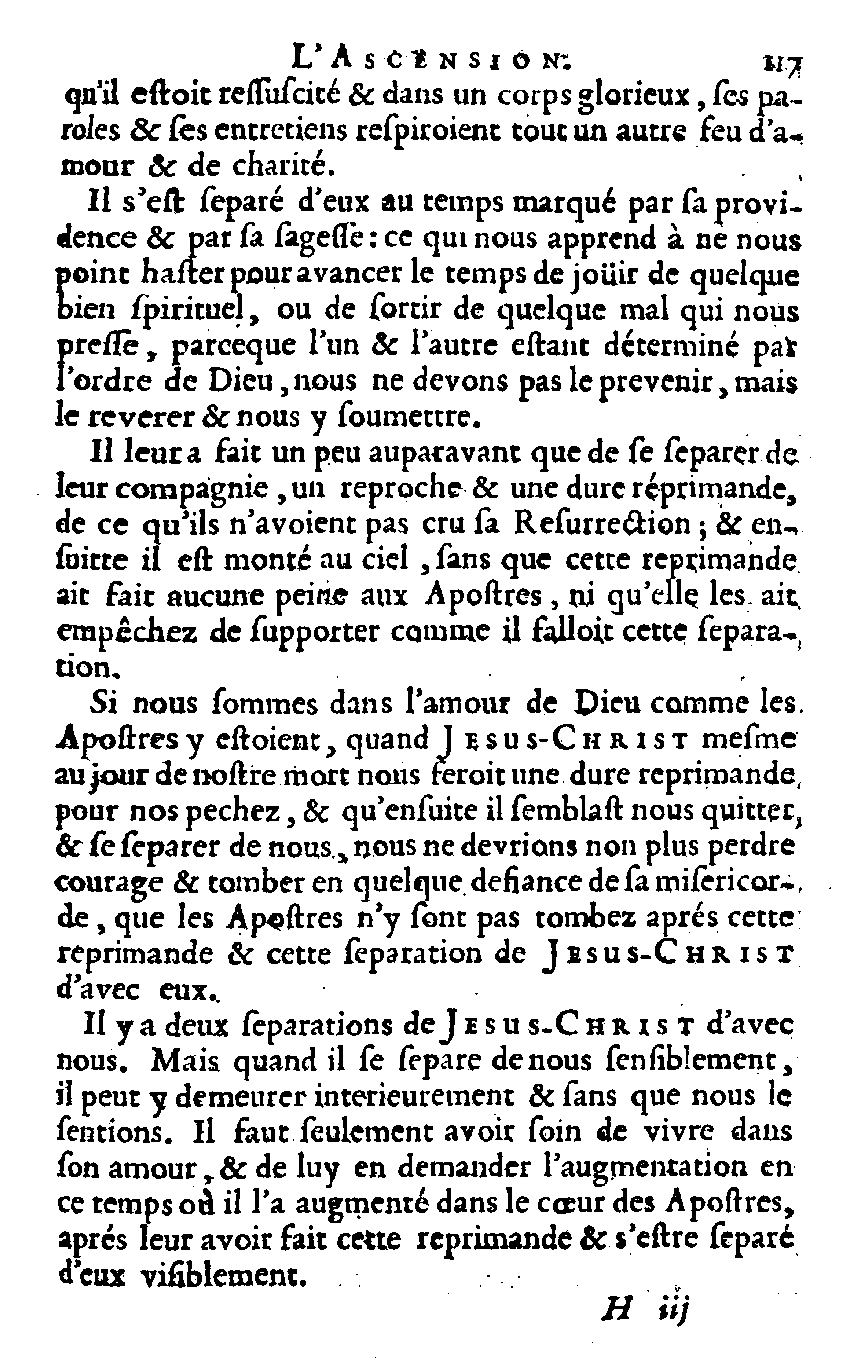 L'ASCENSION. 117
qu'il eſtoit reſſuſcité & dans un corps glorieux, ſes pa-
roles & ſes entretiens reſpiroient tout un autre feu d'a-
mour & de charité.
Il s'eſt ſeparé d'eux au temps marqué par ſa provi-
dence & par ſa ſageſſe : ce qui nous apprend à ne nous
point haſter pour avancer le temps de joüir de quelque
bien ſpirituel, ou de ſortir de quelque mal qui nous
preſſe, parceque l'un & l'autre eſtant déterminé par
l'ordre de Dieu, nous ne devons pas le prevenir, mais
le reverer & nous y ſoumettre.
Il leur a fait un peu auparavant que de ſe ſeparer de
leur compagnie, un reproche & une dure réprimande,
de ce qu'ils n'avoient pas cru ſa Reſurrection ; & en-
ſuitte il eſt monté au ciel, ſans que cette reprimande
ait fait aucune peine aux Apoſtres, ni qu'elle les ait
empêchez de ſupporter comme il falloit cette ſepara-
tion.
Si nous ſommes dans l'amour de Dieu comme les
Apoſtres y eſtoient, quand JESUS-CHRIST meſme
au jour de noſtre mort nous feroit une dure reprimande
pour nos pechez, & qu'enſuite il ſemblaſt nous quitter,
& ſe ſeparer de nous, nous ne devrions non plus perdre
courage & tomber en quelque defiance de ſa miſericor-
de, que les Apoſtres n'y ſont pas tombez aprés cette
reprimande & cette ſeparation de JESUS-CHRIST
d'avec eux.
Il y a deux ſeparations de JESUS-CHRIST d'avec
nous. Mais quand il ſe ſepare de nous ſenſiblement,
il peut y demeurer interieurement & ſans que nous le
ſentions. Il faut ſeulement avoir ſoin de vivre dans
ſon amour, & de luy en demander l'augmentation en
ce temps où il l'a augmenté dans le cœur des Apoſtres,
aprés leur avoir fait cette reprimande & s'eſtre ſeparé
d'eux viſiblement.
H iij